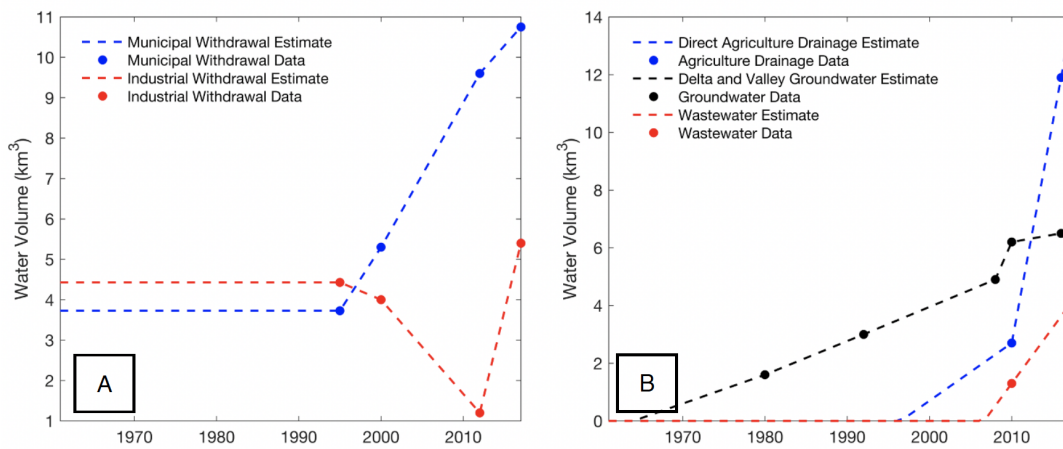 11
10
9
8
7
6
5
4
3
2
1
Water Volume (km³)
Municipal Withdrawal Estimate
Municipal Withdrawal Data
Industrial Withdrawal Estimate
Industrial Withdrawal Data
A
1970 1980 1990 2000 2010
14
12
10
8
6
4
2
0
Water Volume (km³)
Direct Agriculture Drainage Estimate
Agriculture Drainage Data
Delta and Valley Groundwater Estimate
Groundwater Data
Wastewater Estimate
Wastewater Data
B
1970 1980 1990 2000 2010